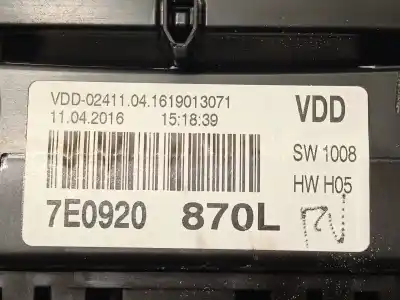 VDD-02411.04.1619013071
11.04.2016 15:18:39
VDD
SW 1008
HW H05
7E0920 870L